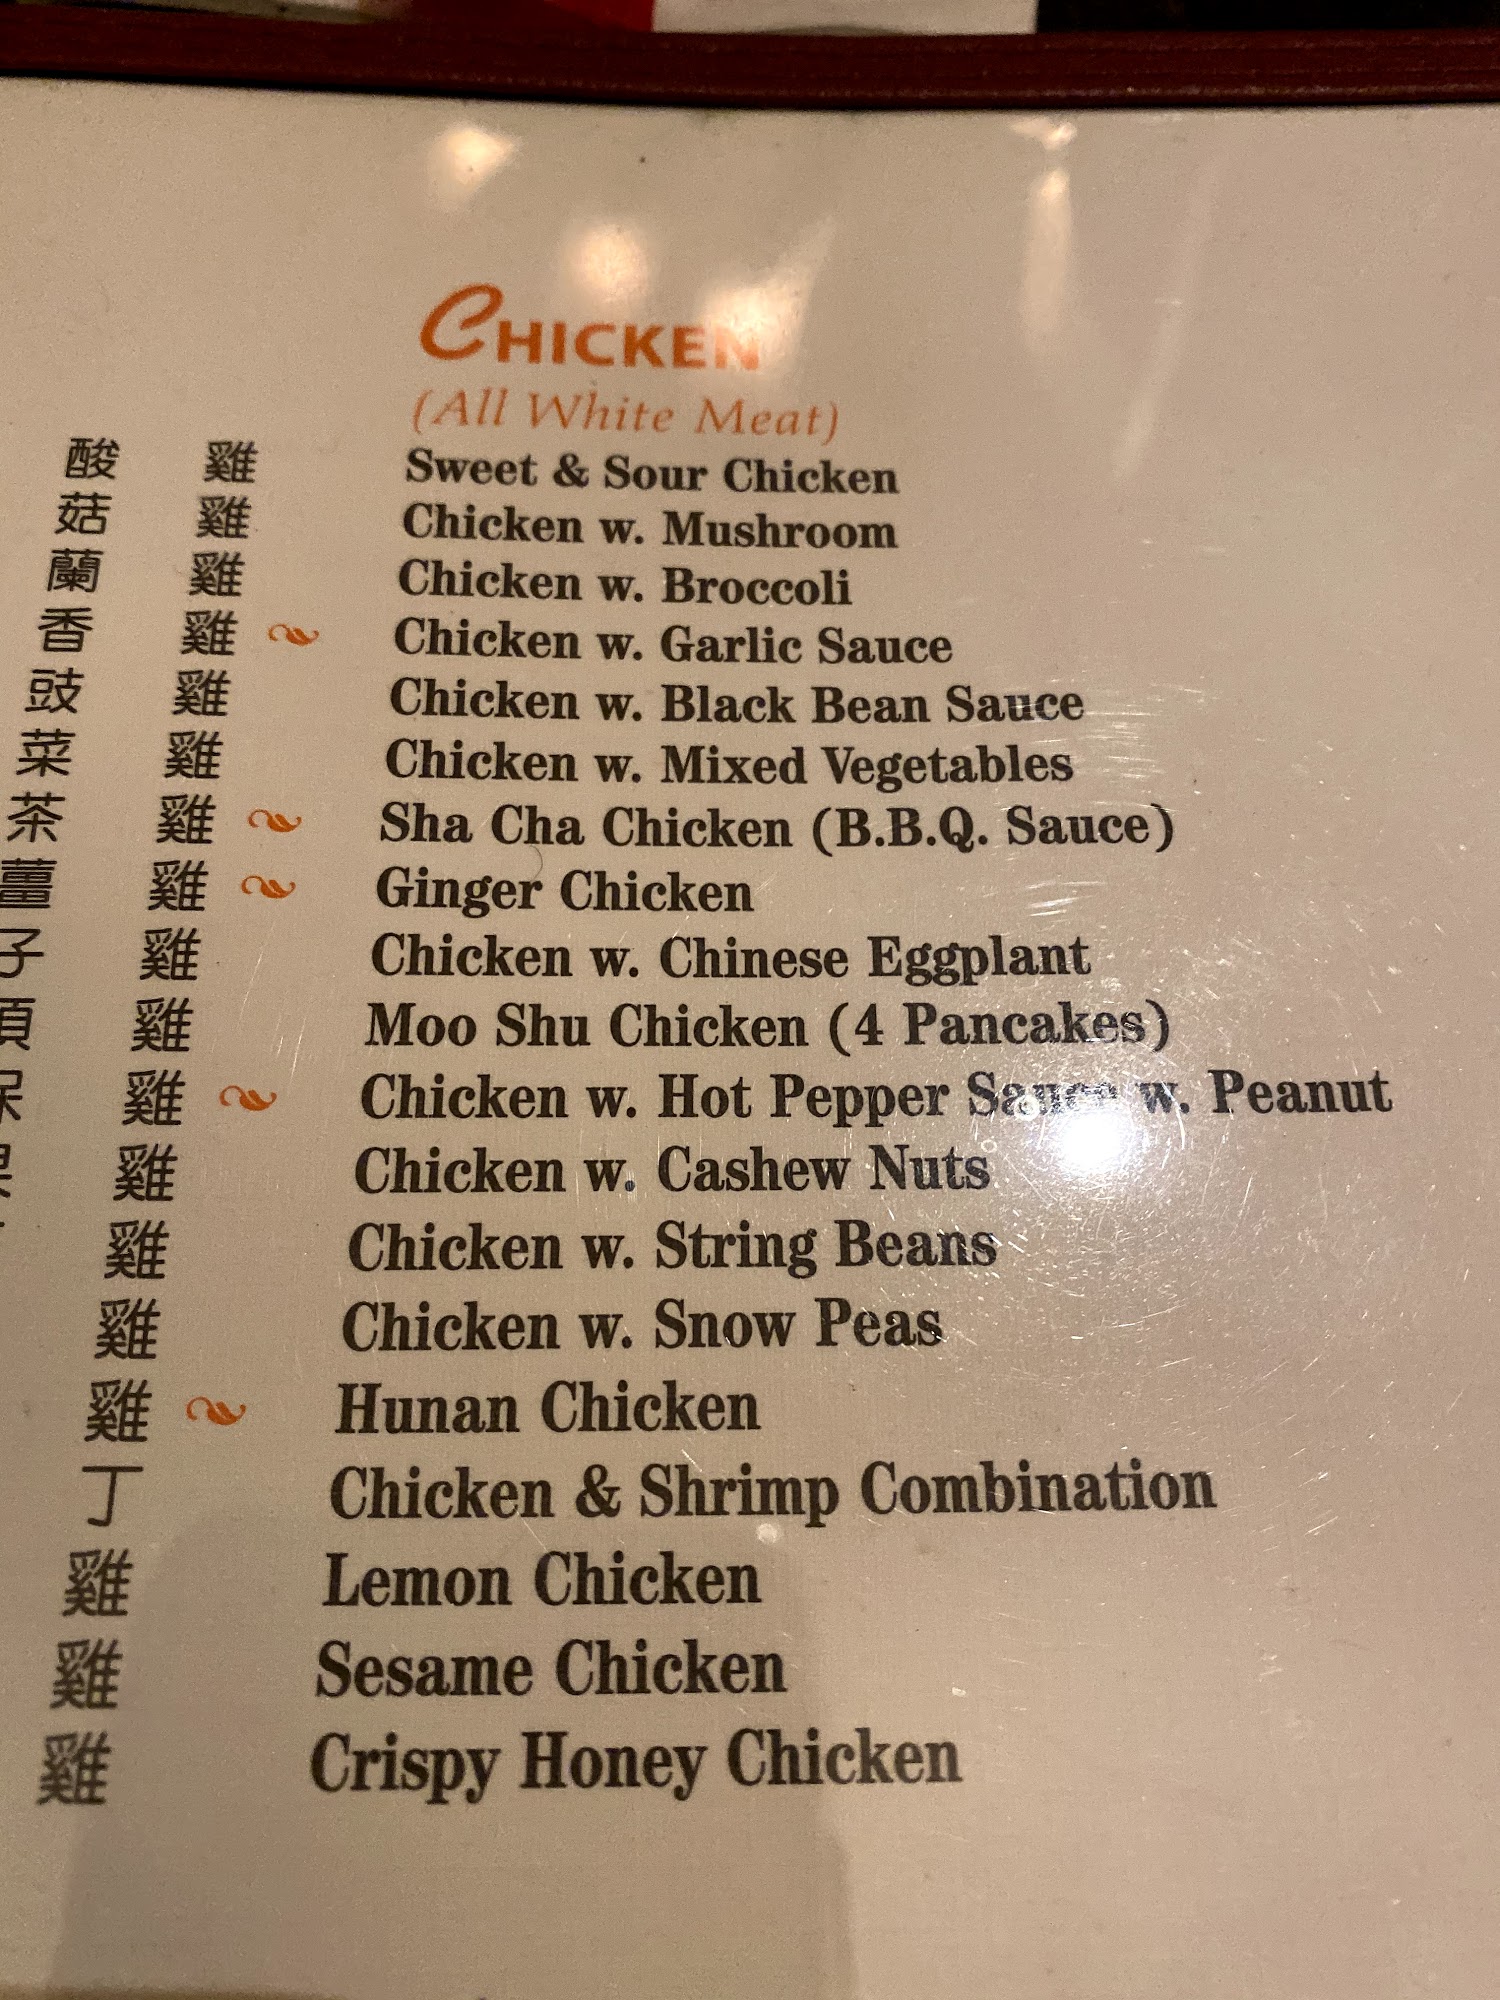 CHICKEN
(All White Meat)
酸 雞 Sweet & Sour Chicken
菇 雞 Chicken w. Mushroom
蘭 雞 Chicken w. Broccoli
香 雞 Chicken w. Garlic Sauce
豉 雞 Chicken w. Black Bean Sauce
菜 雞 Chicken w. Mixed Vegetables
茶 雞 Sha Cha Chicken (B.B.Q. Sauce)
薑 雞 Ginger Chicken
子 雞 Chicken w. Chinese Eggplant
雞 Moo Shu Chicken (4 Pancakes)
雞 Chicken w. Hot Pepper Sauce w. Peanut
雞 Chicken w. Cashew Nuts
雞 Chicken w. String Beans
雞 Chicken w. Snow Peas
雞 Hunan Chicken
丁 Chicken & Shrimp Combination
雞 Lemon Chicken
雞 Sesame Chicken
雞 Crispy Honey Chicken